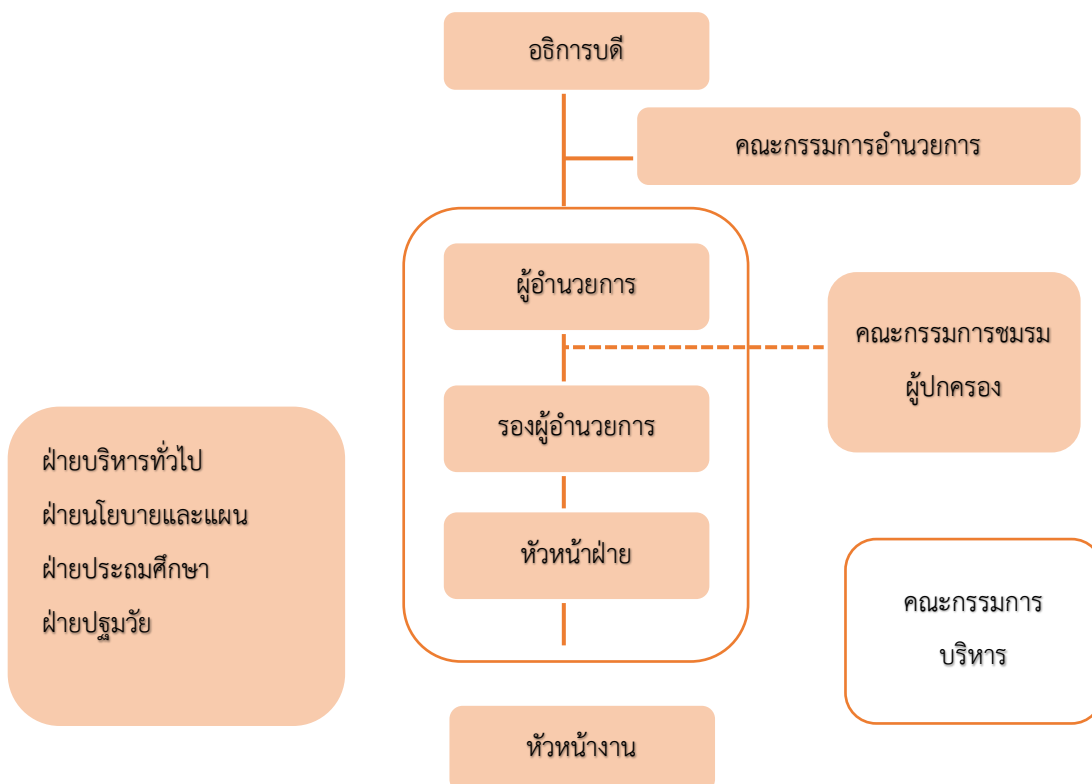 อธิการบดี
คณะกรรมการอำนวยการ
ผู้อำนวยการ
คณะกรรมการชมรม
ผู้ปกครอง
รองผู้อำนวยการ
ฝ่ายบริหารทั่วไป
ฝ่ายนโยบายและแผน
ฝ่ายประถมศึกษา
ฝ่ายปฐมวัย
หัวหน้าฝ่าย
คณะกรรมการ
บริหาร
หัวหน้างาน